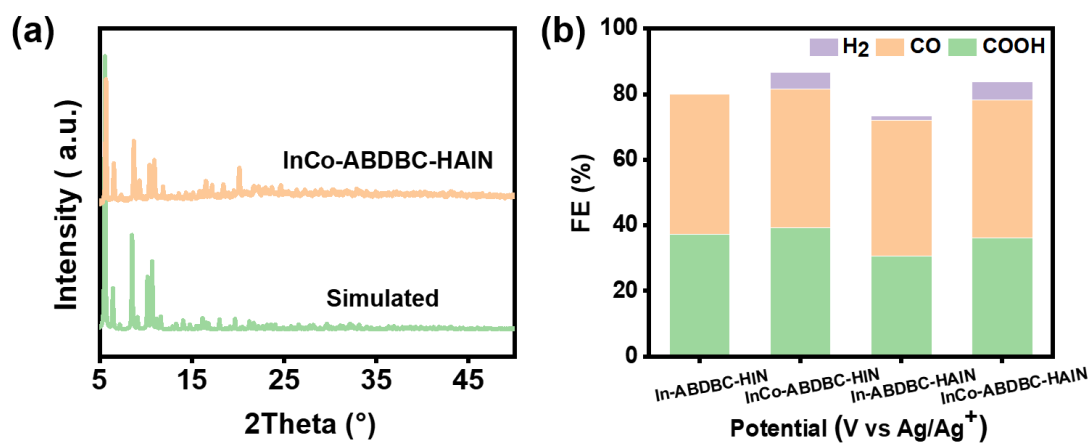 (a)
Intensity ( a.u.)
InCo-ABDBC-HAIN
Simulated
5 15 25 35 45
2Theta (°)
(b)
H2 CO COOH
FE (%)
100
80
60
40
20
0
In-ABDBC-HIN
InCo-ABDBC-HIN
In-ABDBC-HAIN
InCo-ABDBC-HAIN
Potential (V vs Ag/Ag+)